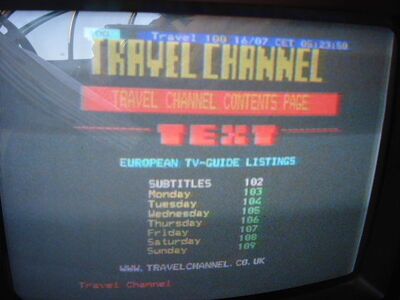 Travel 100 16/07 CET 05:23:50
TRAVEL CHANNEL
TRAVEL CHANNEL CONTENTS PAGE
TEXT
EUROPEAN TV-GUIDE LISTINGS
SUBTITLES 102
Monday 103
Tuesday 104
Wednesday 105
Thursday 106
Friday 107
Saturday 108
Sunday 109
WWW.TRAVELCHANNEL.CO.UK
Travel Channel